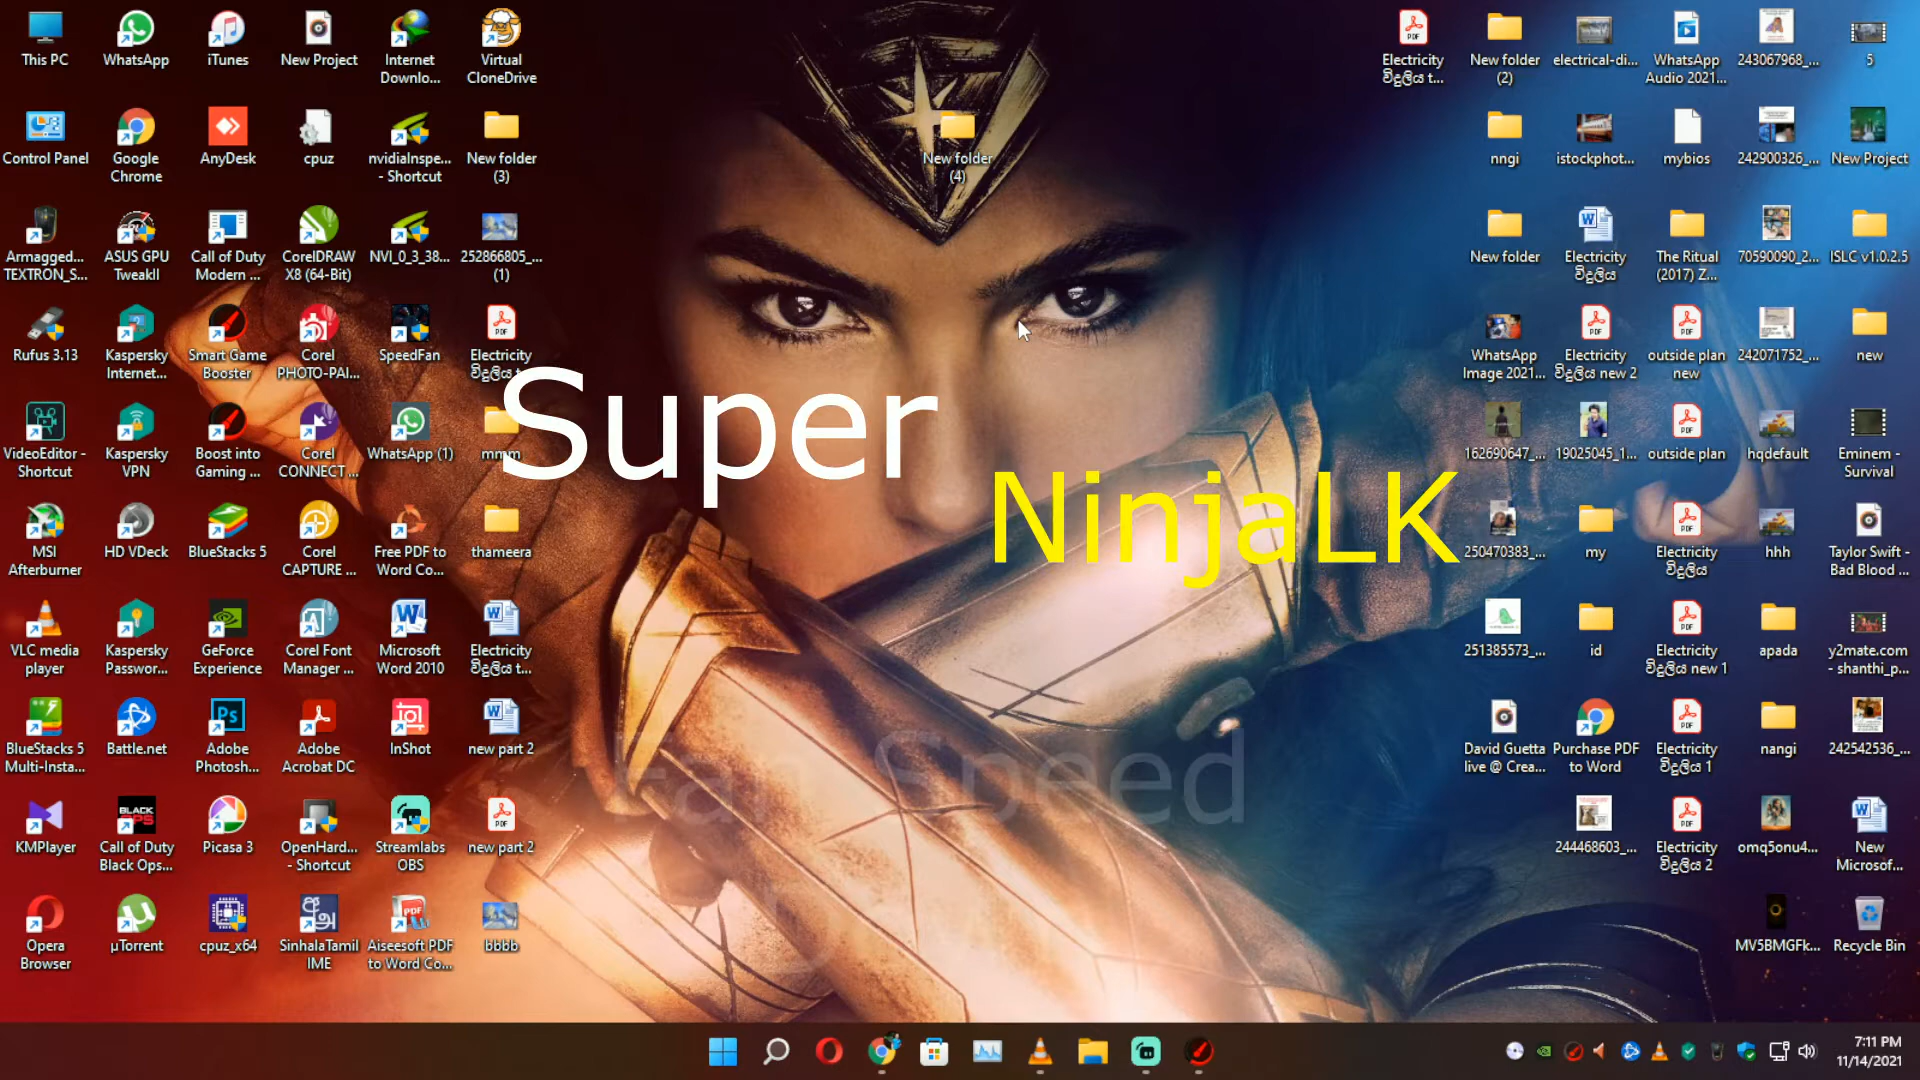 This PC
WhatsApp
iTunes
New Project
Internet
Downlo...
Virtual
CloneDrive
Electricity
විදුලිය t...
New folder
(2)
electrical-di...
WhatsApp
Audio 2021...
243067968_...
5
Control Panel
Google
Chrome
AnyDesk
cpuz
nvidiaInspe...
- Shortcut
New folder
(3)
New folder
(4)
nngi
istockphot...
mybios
242900326_...
New Project
Armagged...
TEXTRON_S...
ASUS GPU
TweakII
Call of Duty
Modern ...
CorelDRAW
X8 (64-Bit)
NVI_0_3_38...
252866805_...
(1)
New folder
Electricity
විදුලිය
The Ritual
(2017) Z...
70590090_2...
ISLC v1.0.2.5
Rufus 3.13
Kaspersky
Internet...
Smart Game
Booster
Corel
PHOTO-PAI...
SpeedFan
Electricity
විදුලිය t...
WhatsApp
Image 2021...
Electricity
විදුලිය new 2
outside plan
new
242071752_...
new
VideoEditor -
Shortcut
Kaspersky
VPN
Boost into
Gaming ...
Corel
CONNECT ...
WhatsApp (1)
mmm
Super
NinjaLK
162690647_...
19025045_1...
outside plan
hqdefault
Eminem -
Survival
MSI
Afterburner
HD VDeck
BlueStacks 5
Corel
CAPTURE ...
Free PDF to
Word Co...
thameera
250470383_...
my
Electricity
විදුලිය
hhh
Taylor Swift -
Bad Blood ...
VLC media
player
Kaspersky
Passwor...
GeForce
Experience
Corel Font
Manager ...
Microsoft
Word 2010
Electricity
විදුලිය t...
251385573_...
id
Electricity
විදුලිය new 1
apada
y2mate.com
- shanthi_p...
BlueStacks 5
Multi-Insta...
Battle.net
Adobe
Photosh...
Adobe
Acrobat DC
InShot
new part 2
Fan Speed
David Guetta
live @ Crea...
Purchase PDF
to Word
Electricity
විදුලිය 1
nangi
242542536_...
KMPlayer
Call of Duty
Black Ops...
Picasa 3
OpenHard...
- Shortcut
Streamlabs
OBS
new part 2
244468603_...
Electricity
විදුලිය 2
omq5onu4...
New
Microsof...
Opera
Browser
µTorrent
cpuz_x64
SinhalaTamil
IME
Aiseesoft PDF
to Word Co...
bbbb
MV5BMGFk...
Recycle Bin
7:11 PM
11/14/2021